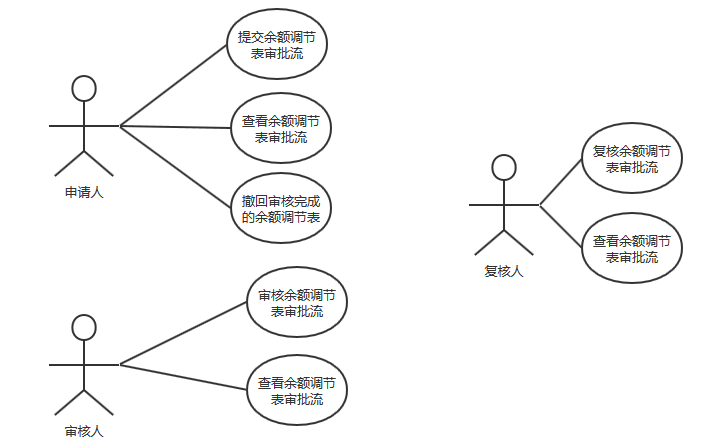 提交余额调节
表审批流
查看余额调节
表审批流
撤回审核完成
的余额调节表
申请人
审核余额调节
表审批流
查看余额调节
表审批流
审核人
复核余额调节
表审批流
查看余额调节
表审批流
复核人